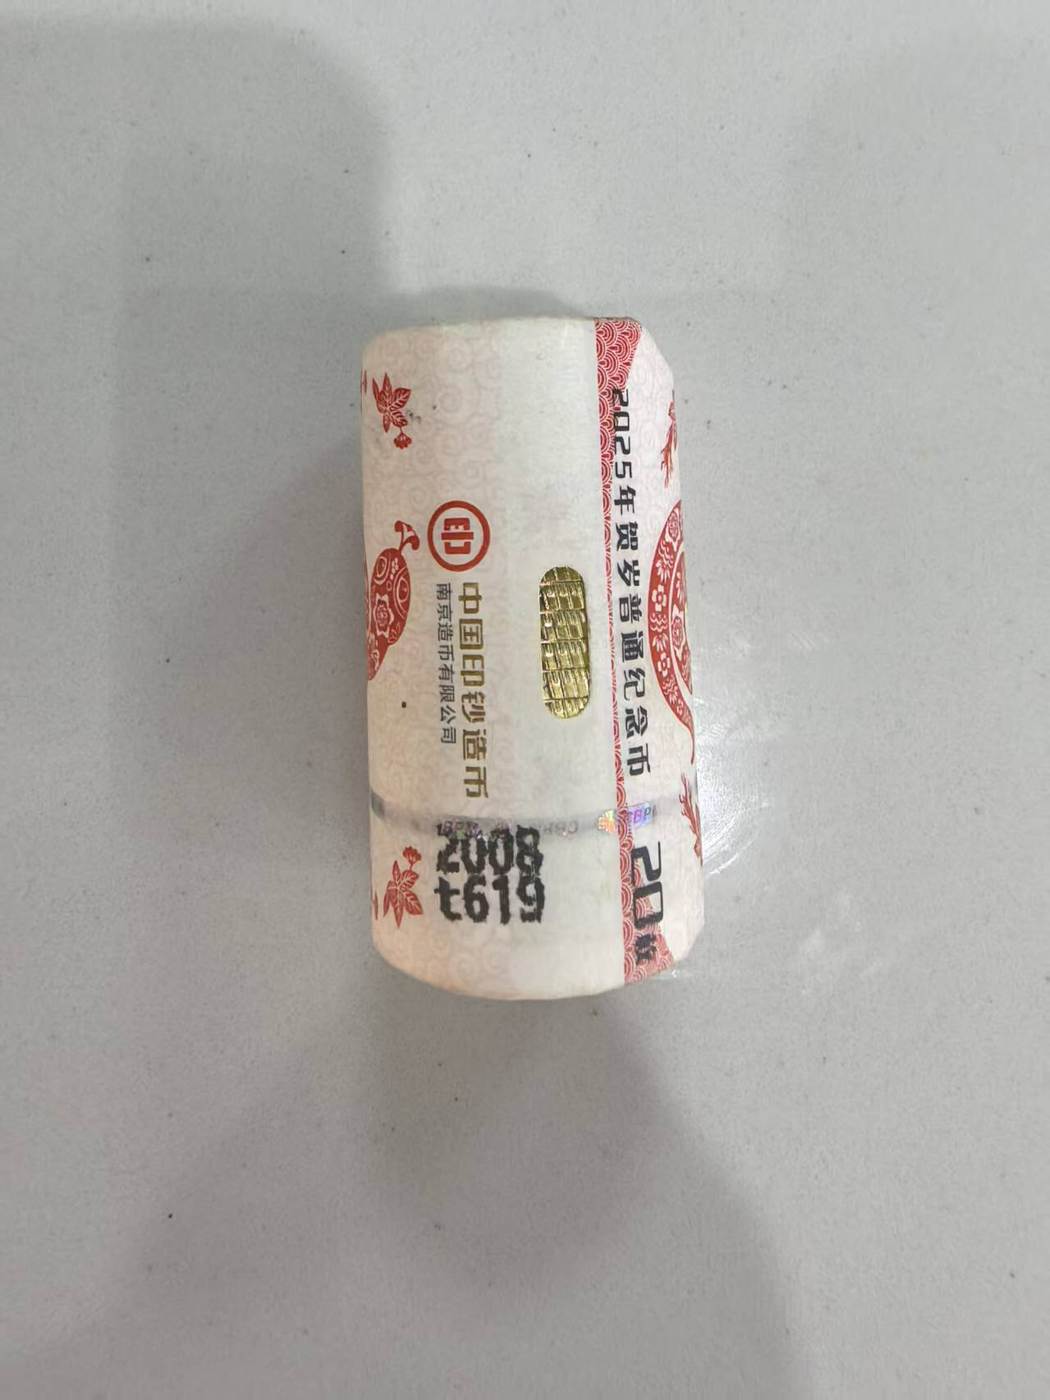 2025年贺岁普通纪念币
20枚
中国印钞造币
南京造币有限公司
2008
t619